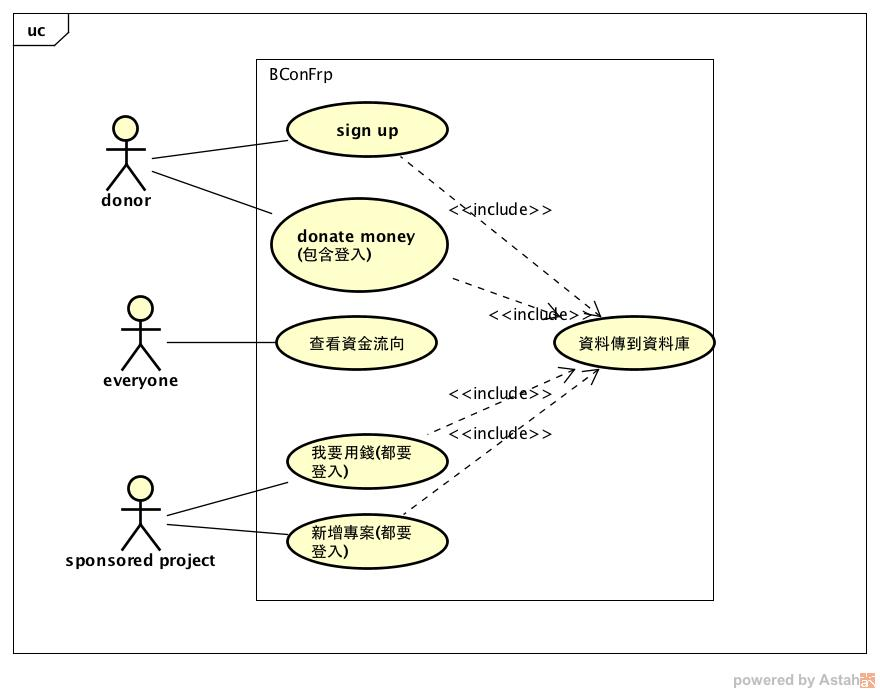 uc
BConFrp
sign up
donor
<<include>>
donate money
(包含登入)
<<include>>
查看資金流向
資料傳到資料庫
everyone
<<include>>
<<include>>
我要用錢(都要
登入)
新增專案(都要
登入)
sponsored project
powered by Astah